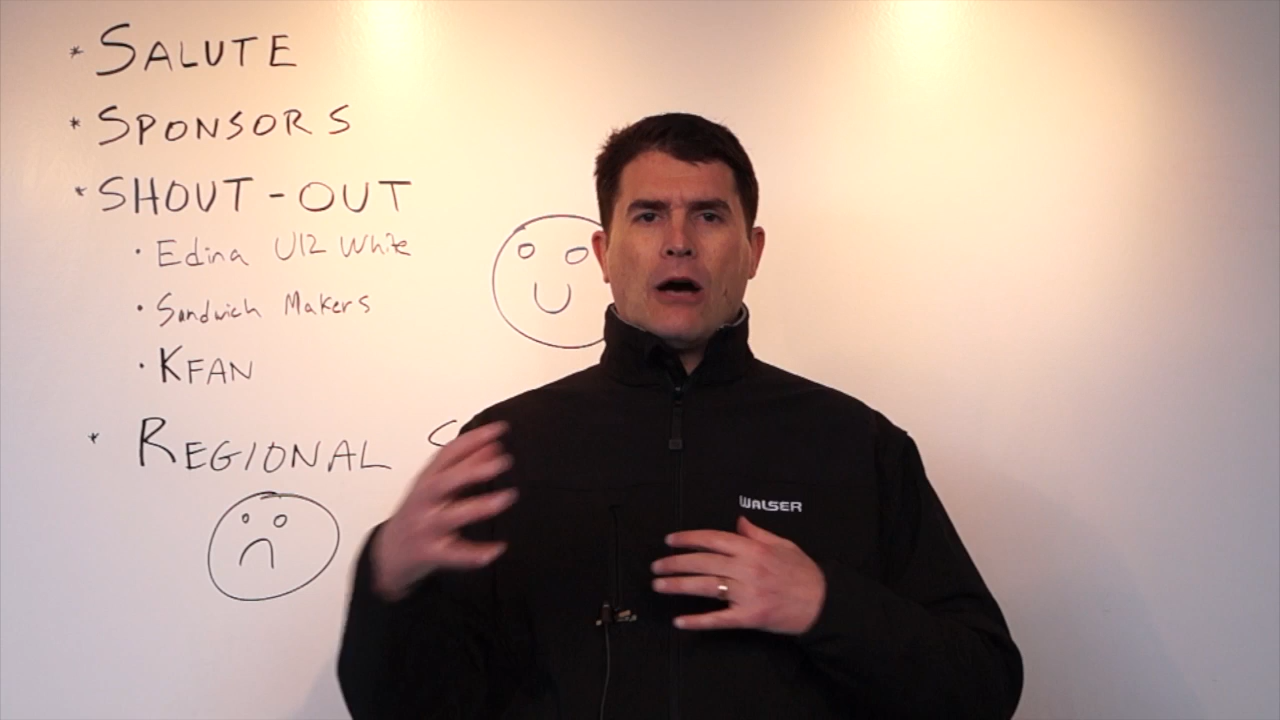 * SALUTE
* SPONSORS
* SHOUT-OUT
• Edina U12 White
• Sandwich Makers
• KFAN
* REGIONAL
WALSER